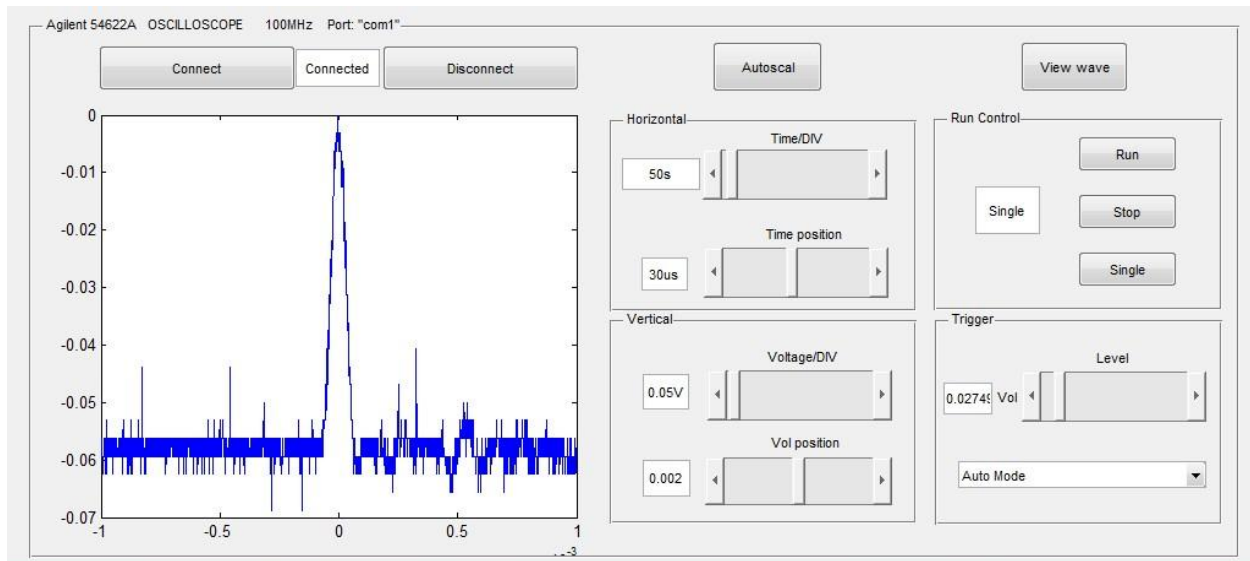 Agilent 54622A OSCILLOSCOPE 100MHz Port: "com1"
Connect Connected Disconnect Autoscal View wave
0
-0.01
-0.02
-0.03
-0.04
-0.05
-0.06
-0.07
-1 -0.5 0 0.5 1
-3
Horizontal
Time/DIV
50s
Time position
30us
Vertical
Voltage/DIV
0.05V
Vol position
0.002
Run Control
Run
Single Stop
Single
Trigger
Level
0.0274 Vol
Auto Mode